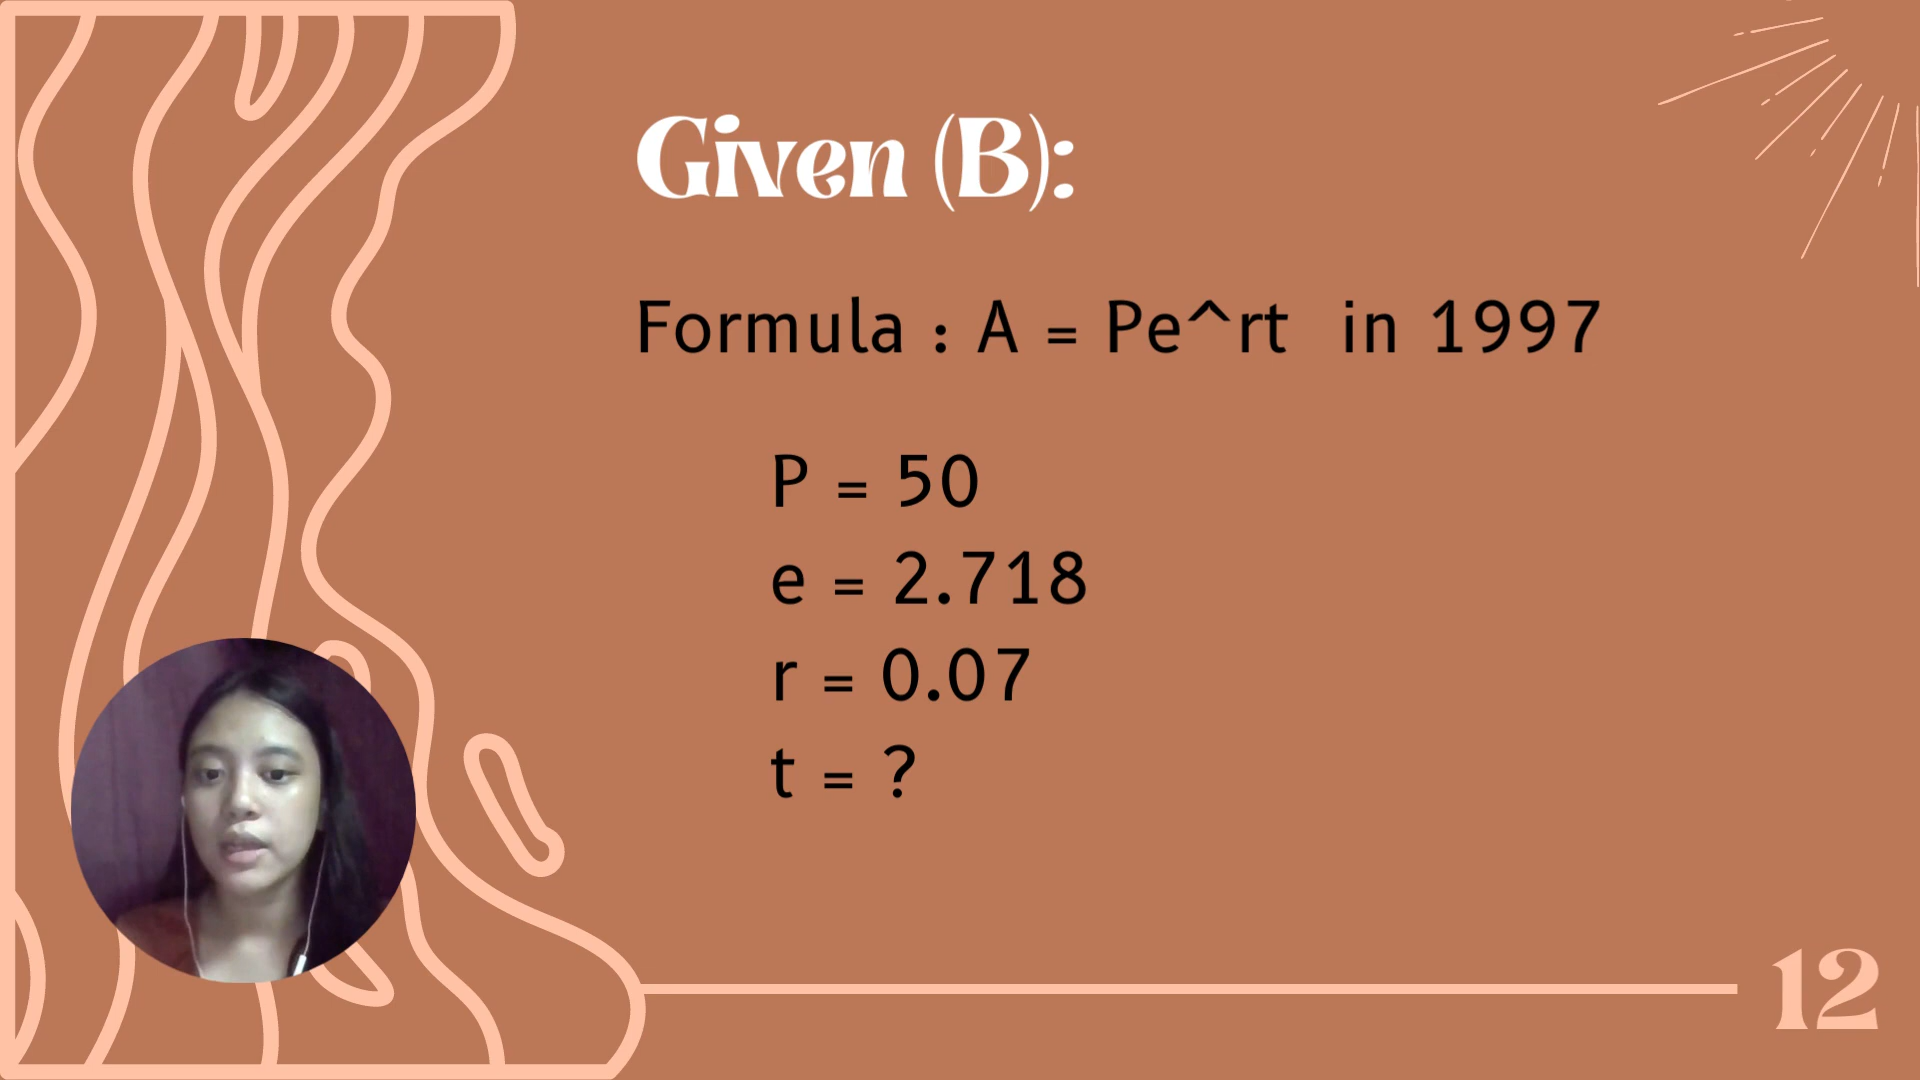 Given (B):
Formula : A = Pe^rt in 1997
P = 50
e = 2.718
r = 0.07
t = ?
12